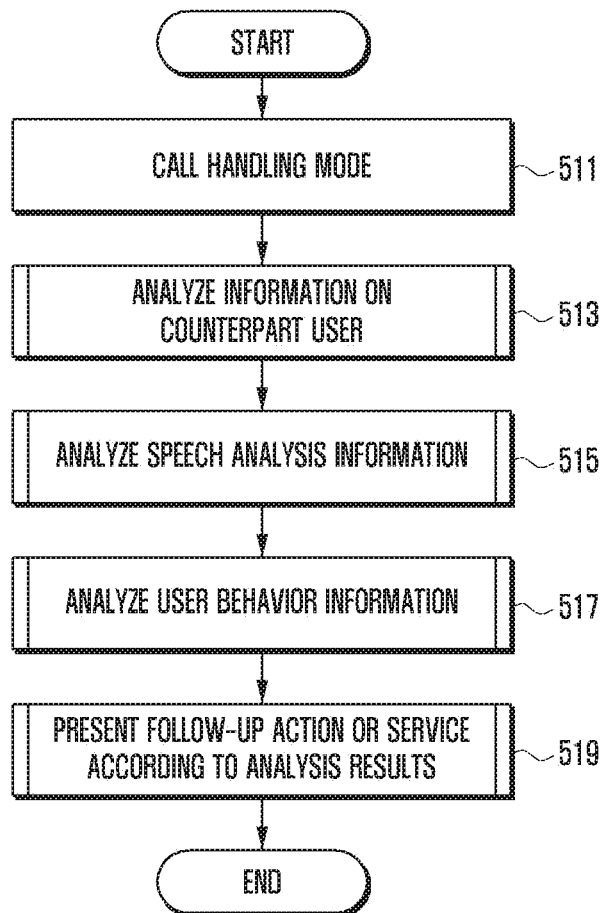 START
CALL HANDLING MODE
511
ANALYZE INFORMATION ON
COUNTERPART USER
513
ANALYZE SPEECH ANALYSIS INFORMATION
515
ANALYZE USER BEHAVIOR INFORMATION
517
PRESENT FOLLOW-UP ACTION OR SERVICE
ACCORDING TO ANALYSIS RESULTS
519
END